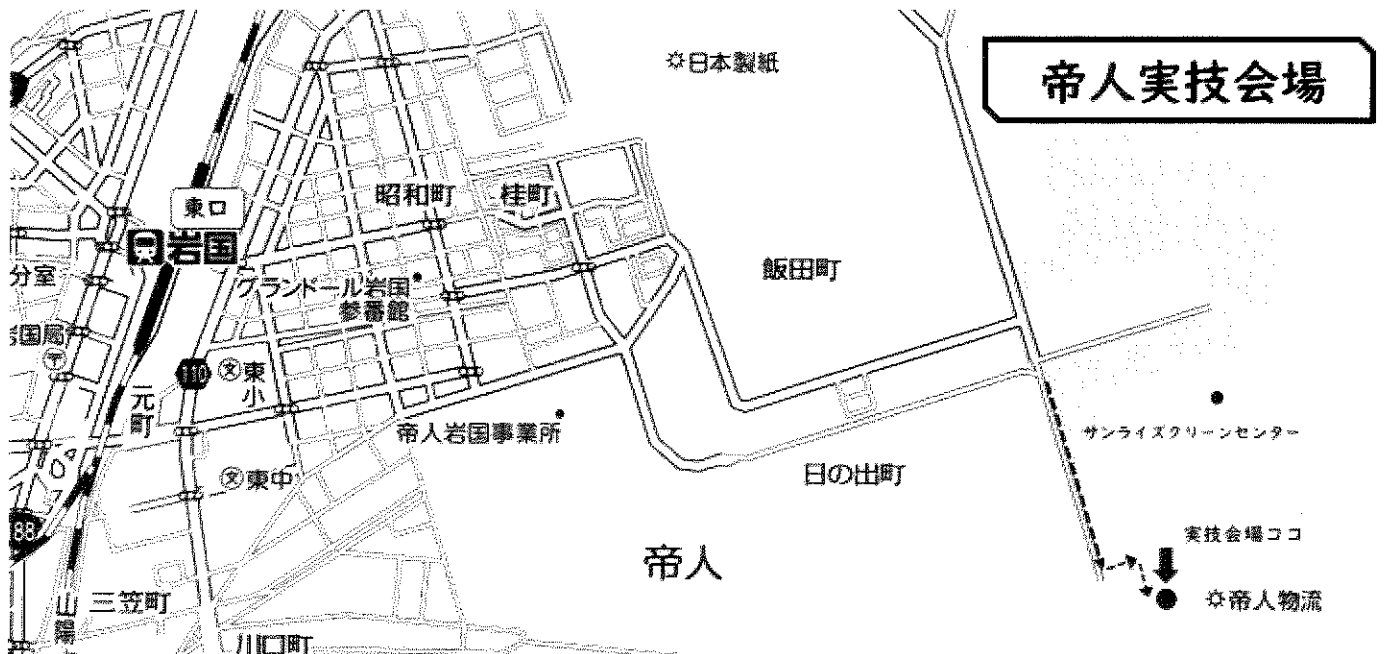 帝人実技会場
日本製紙
昭和町
桂町
東口
岩国
分室
飯田町
グランドール岩国
参番館
岩国局
110
東小
元町
帝人岩国事業所
サンライズクリーンセンター
東中
日の出町
88
実技会場ココ
帝人
三笠町
帝人物流
山陽
川口町